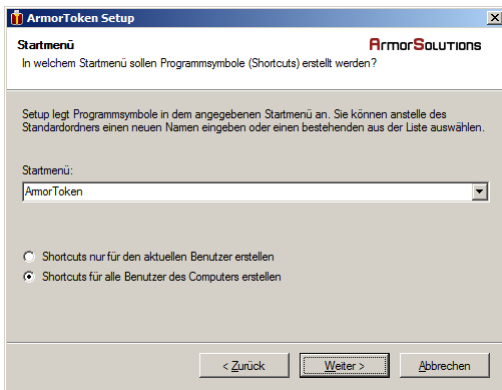 ArmorToken Setup
Startmenü
ArmorSolutions
In welchem Startmenü sollen Programmsymbole (Shortcuts) erstellt werden?
Setup legt Programmsymbole in dem angegebenen Startmenü an. Sie können anstelle des
Standardordners einen neuen Namen eingeben oder einen bestehenden aus der Liste auswählen.
Startmenü:
ArmorToken
Shortcuts nur für den aktuellen Benutzer erstellen
Shortcuts für alle Benutzer des Computers erstellen
< Zurück
Weiter >
Abbrechen